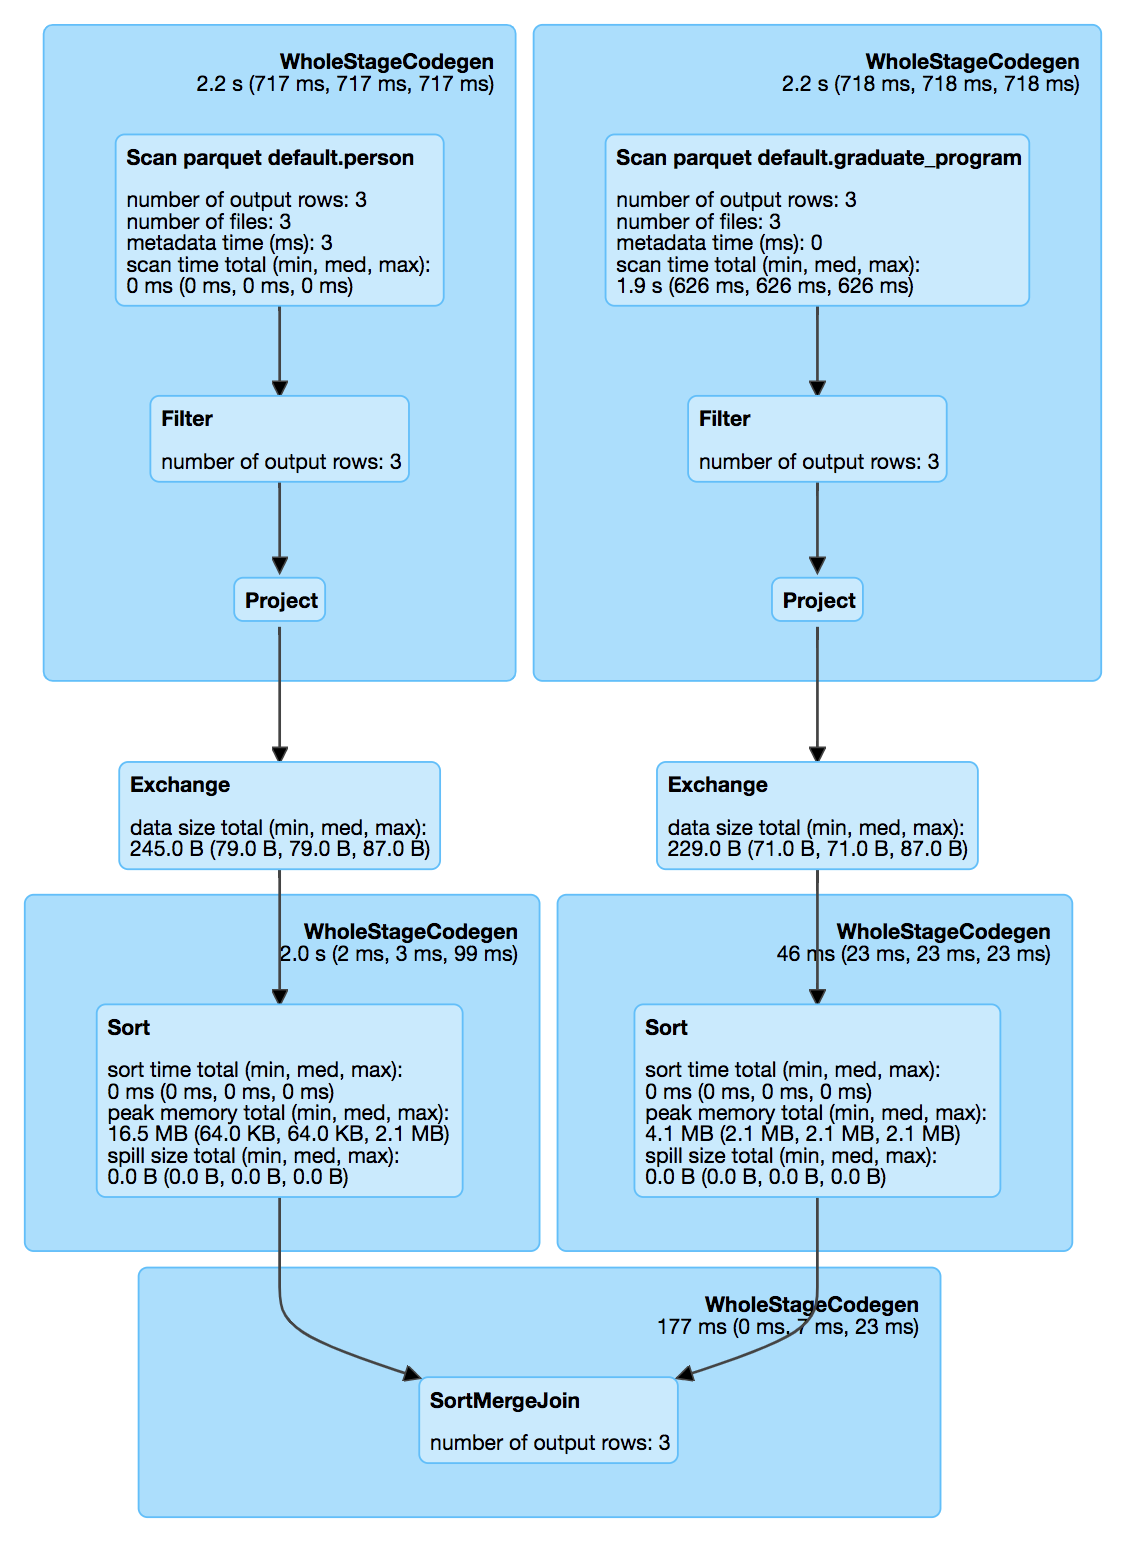 WholeStageCodegen
2.2 s (717 ms, 717 ms, 717 ms)
Scan parquet default.person
number of output rows: 3
number of files: 3
metadata time (ms): 3
scan time total (min, med, max):
0 ms (0 ms, 0 ms, 0 ms)
Filter
number of output rows: 3
Project
WholeStageCodegen
2.2 s (718 ms, 718 ms, 718 ms)
Scan parquet default.graduate_program
number of output rows: 3
number of files: 3
metadata time (ms): 0
scan time total (min, med, max):
1.9 s (626 ms, 626 ms, 626 ms)
Filter
number of output rows: 3
Project
Exchange
data size total (min, med, max):
245.0 B (79.0 B, 79.0 B, 87.0 B)
Exchange
data size total (min, med, max):
229.0 B (71.0 B, 71.0 B, 87.0 B)
WholeStageCodegen
2.0 s (2 ms, 3 ms, 99 ms)
Sort
sort time total (min, med, max):
0 ms (0 ms, 0 ms, 0 ms)
peak memory total (min, med, max):
16.5 MB (64.0 KB, 64.0 KB, 2.1 MB)
spill size total (min, med, max):
0.0 B (0.0 B, 0.0 B, 0.0 B)
WholeStageCodegen
46 ms (23 ms, 23 ms, 23 ms)
Sort
sort time total (min, med, max):
0 ms (0 ms, 0 ms, 0 ms)
peak memory total (min, med, max):
4.1 MB (2.1 MB, 2.1 MB, 2.1 MB)
spill size total (min, med, max):
0.0 B (0.0 B, 0.0 B, 0.0 B)
WholeStageCodegen
177 ms (0 ms, 7 ms, 23 ms)
SortMergeJoin
number of output rows: 3